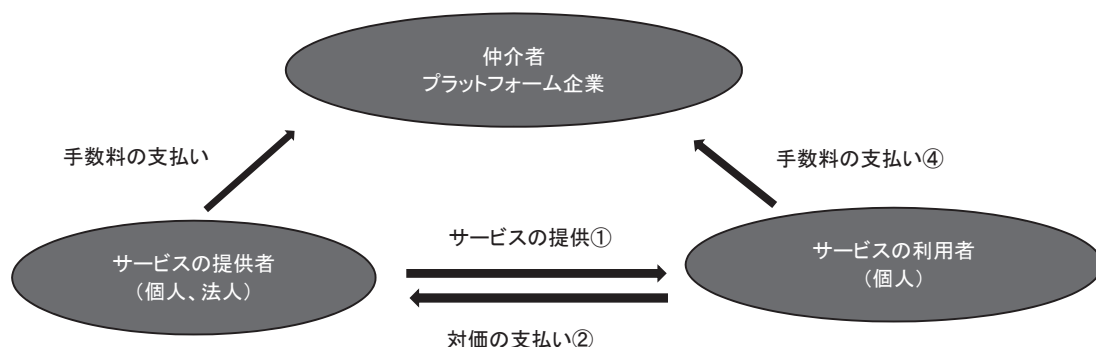 仲介者
プラットフォーム企業
手数料の支払い
手数料の支払い④
サービスの提供①
サービスの提供者
（個人、法人）
サービスの利用者
（個人）
対価の支払い②